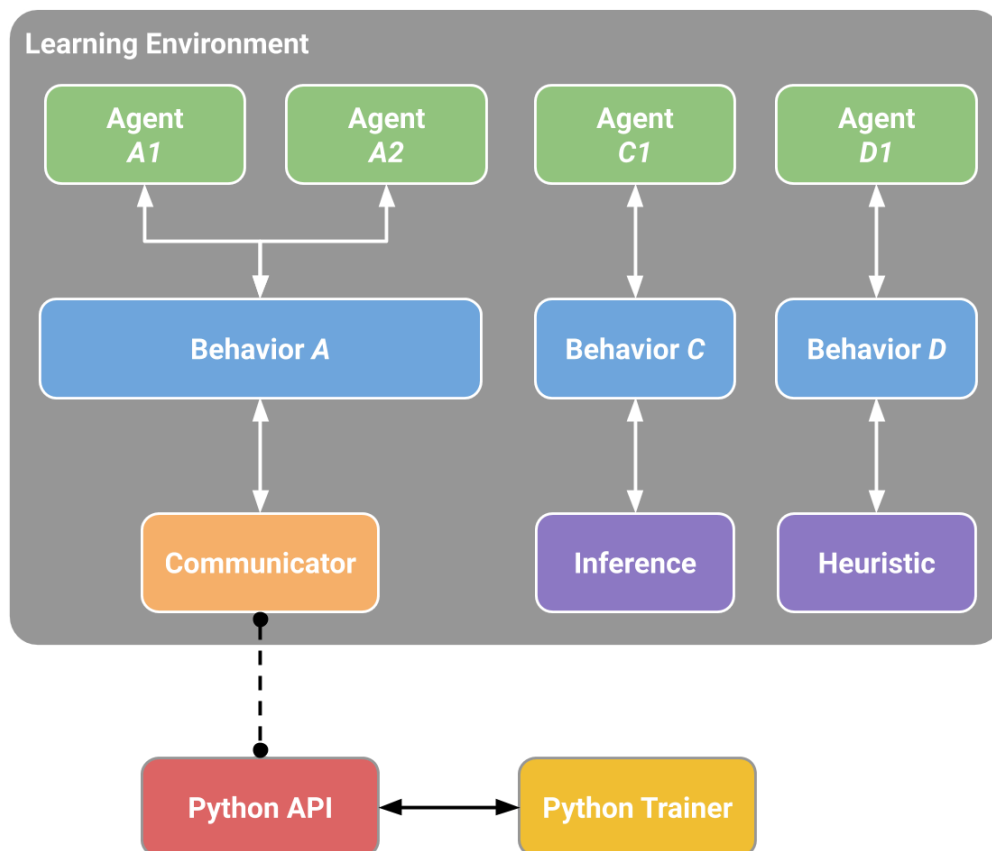 Learning Environment
Agent
A1
Agent
A2
Agent
C1
Agent
D1
Behavior A
Behavior C
Behavior D
Communicator
Inference
Heuristic
Python API
Python Trainer